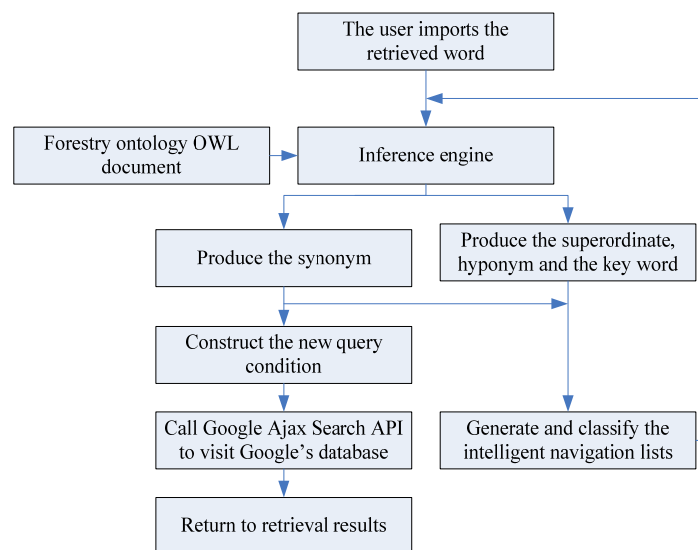 The user imports the
retrieved word
Forestry ontology OWL
document
Inference engine
Produce the synonym
Produce the superordinate,
hyponym and the key word
Construct the new query
condition
Call Google Ajax Search API
to visit Google's database
Generate and classify the
intelligent navigation lists
Return to retrieval results